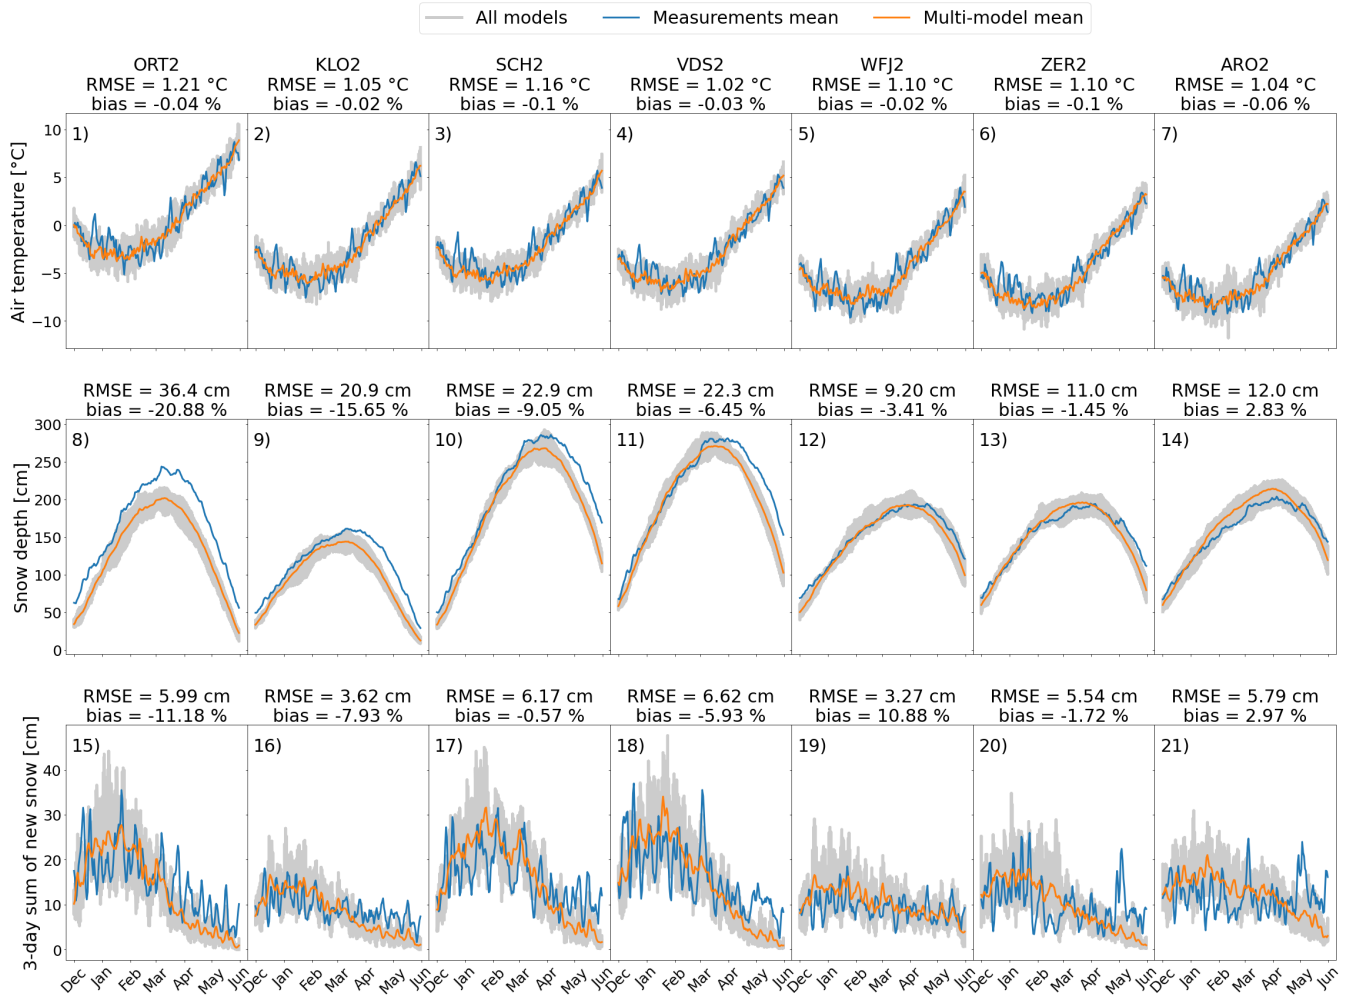 All models Measurements mean Multi-model mean
ORT2 KLO2 SCH2 VDS2 WFJ2 ZER2 ARO2
RMSE = 1.21 °C RMSE = 1.05 °C RMSE = 1.16 °C RMSE = 1.02 °C RMSE = 1.10 °C RMSE = 1.10 °C RMSE = 1.04 °C
bias = -0.04 % bias = -0.02 % bias = -0.1 % bias = -0.03 % bias = -0.02 % bias = -0.1 % bias = -0.06 %
1) 2) 3) 4) 5) 6) 7)
Air temperature [°C]
10
5
0
−5
−10
RMSE = 36.4 cm RMSE = 20.9 cm RMSE = 22.9 cm RMSE = 22.3 cm RMSE = 9.20 cm RMSE = 11.0 cm RMSE = 12.0 cm
bias = -20.88 % bias = -15.65 % bias = -9.05 % bias = -6.45 % bias = -3.41 % bias = -1.45 % bias = 2.83 %
8) 9) 10) 11) 12) 13) 14)
Snow depth [cm]
300
250
200
150
100
50
0
RMSE = 5.99 cm RMSE = 3.62 cm RMSE = 6.17 cm RMSE = 6.62 cm RMSE = 3.27 cm RMSE = 5.54 cm RMSE = 5.79 cm
bias = -11.18 % bias = -7.93 % bias = -0.57 % bias = -5.93 % bias = 10.88 % bias = -1.72 % bias = 2.97 %
15) 16) 17) 18) 19) 20) 21)
3-day sum of new snow [cm]
40
30
20
10
0
Dec Jan Feb Mar Apr May Jun Dec Jan Feb Mar Apr May Jun Dec Jan Feb Mar Apr May Jun Dec Jan Feb Mar Apr May Jun Dec Jan Feb Mar Apr May Jun Dec Jan Feb Mar Apr May Jun Dec Jan Feb Mar Apr May Jun